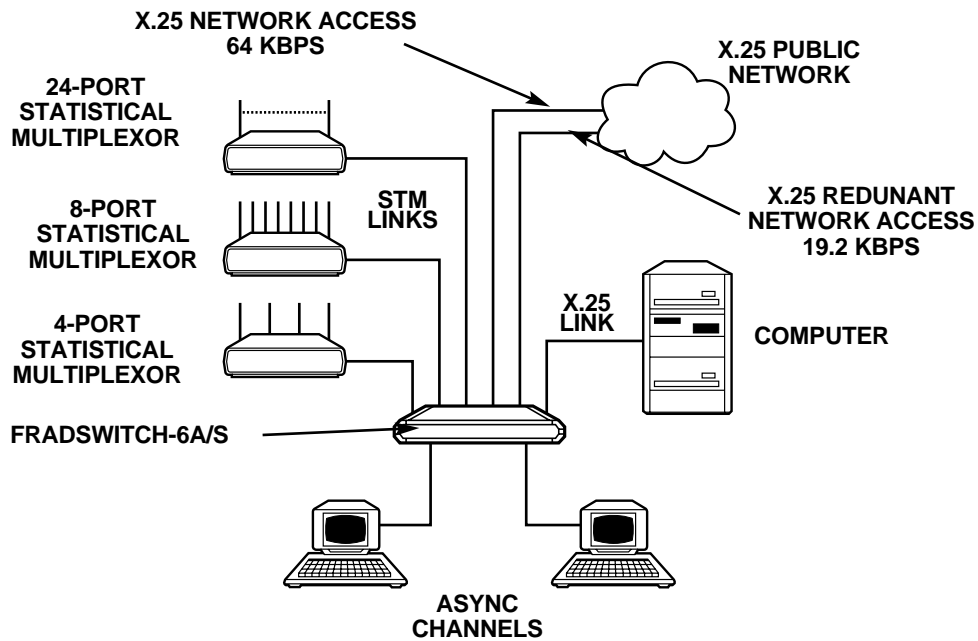 X.25 NETWORK ACCESS
64 KBPS
X.25 PUBLIC
NETWORK
24-PORT
STATISTICAL
MULTIPLEXOR
STM
LINKS
X.25 REDUNANT
NETWORK ACCESS
19.2 KBPS
8-PORT
STATISTICAL
MULTIPLEXOR
X.25
LINK
COMPUTER
4-PORT
STATISTICAL
MULTIPLEXOR
FRADSWITCH-6A/S
ASYNC
CHANNELS